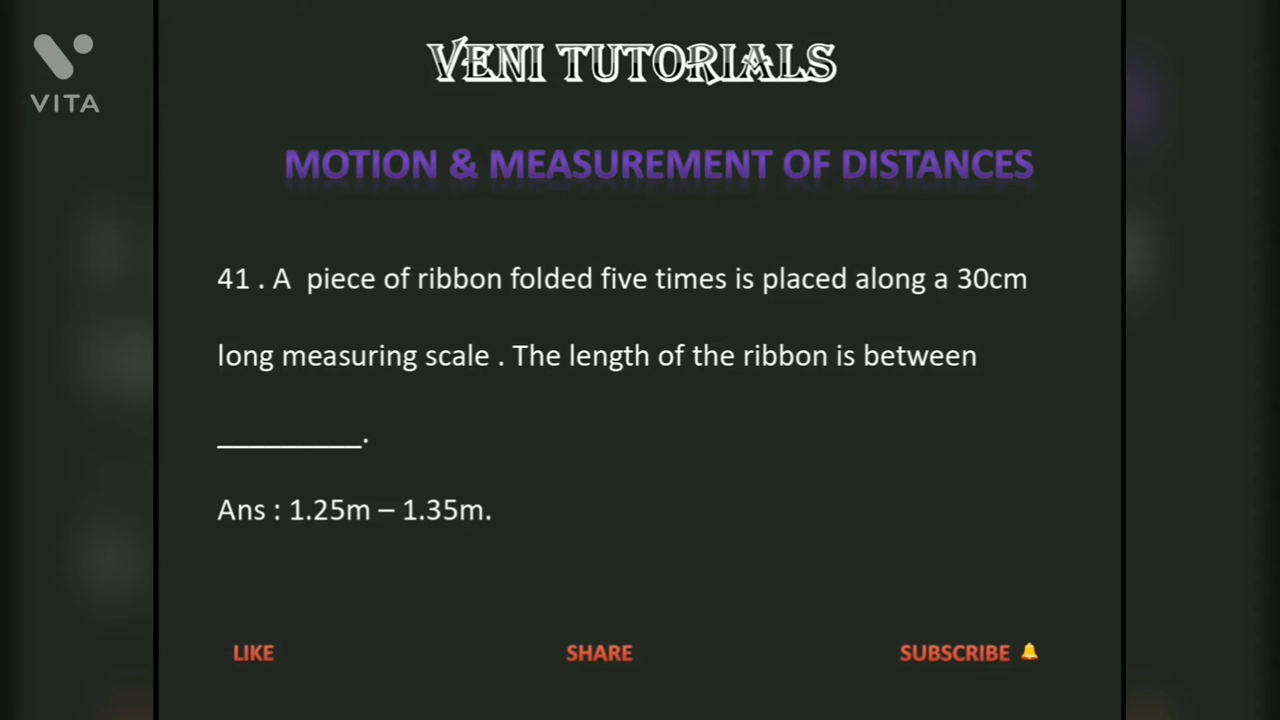 VITA
VENI TUTORIALS
MOTION & MEASUREMENT OF DISTANCES
41 . A piece of ribbon folded five times is placed along a 30cm
long measuring scale . The length of the ribbon is between
_________.
Ans : 1.25m – 1.35m.
LIKE SHARE SUBSCRIBE